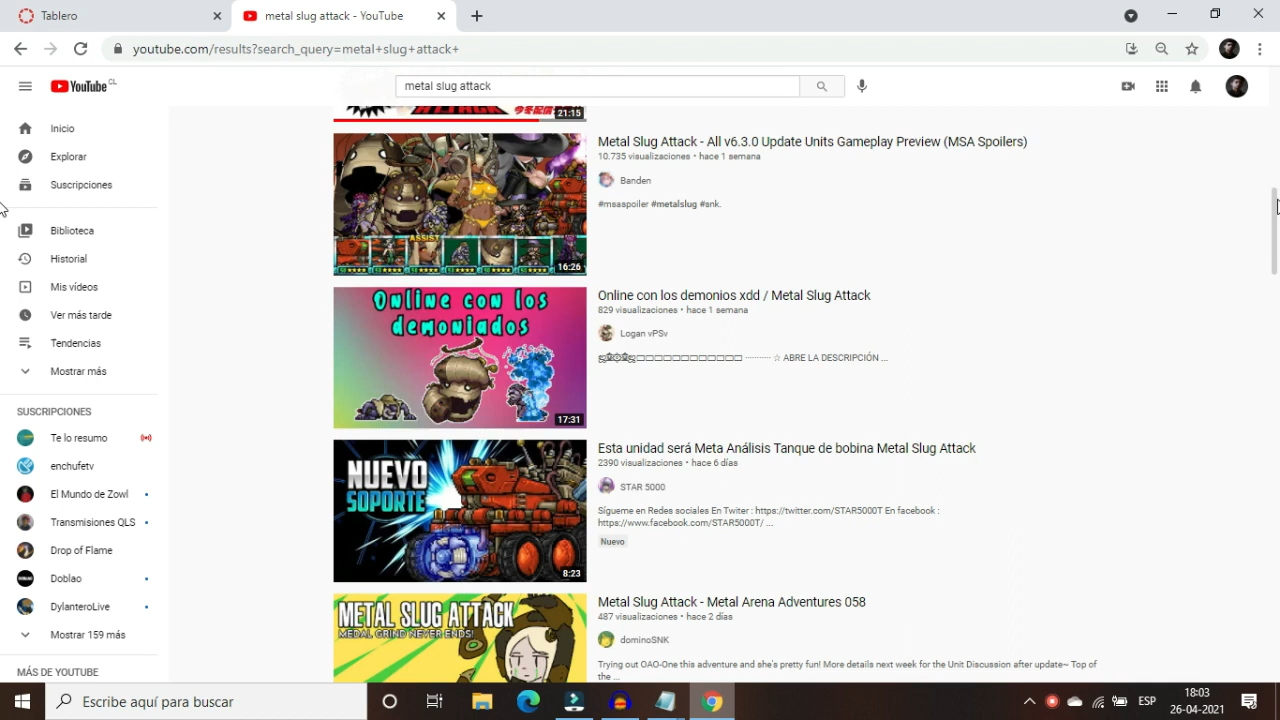 Tablero
metal slug attack - YouTube
youtube.com/results?search_query=metal+slug+attack+
YouTube CL
metal slug attack
Inicio
Explorar
Suscripciones
Biblioteca
Historial
Mis vídeos
Ver más tarde
Tendencias
Mostrar más
SUSCRIPCIONES
Te lo resumo
enchufetv
El Mundo de Zowl
Transmisiones QLS
Drop of Flame
Doblao
DylanteroLive
Mostrar 159 más
MÁS DE YOUTUBE
21:15
ASSIST
16:26
Metal Slug Attack - All v6.3.0 Update Units Gameplay Preview (MSA Spoilers)
10.735 visualizaciones • hace 1 semana
Banden
#msaspoiler #metalslug #snk.
Online con los
demoniados
17:31
Online con los demonios xdd / Metal Slug Attack
829 visualizaciones • hace 1 semana
Logan vPSv
☆ ABRE LA DESCRIPCIÓN ...
NUEVO
SOPORTE
8:23
Esta unidad será Meta Análisis Tanque de bobina Metal Slug Attack
2390 visualizaciones • hace 6 días
STAR 5000
Sígueme en Redes sociales En Twiter : https://twitter.com/STAR5000T En facebook :
https://www.facebook.com/STAR5000T/ ...
Nuevo
METAL SLUG ATTACK
MEDAL GRIND NEVER ENDS!
Metal Slug Attack - Metal Arena Adventures 058
487 visualizaciones • hace 2 días
dominoSNK
Trying out OAO-One this adventure and she's pretty fun! More details next week for the Unit Discussion after update~ Top of
the ...
Escribe aquí para buscar
ESP
18:03
26-04-2021